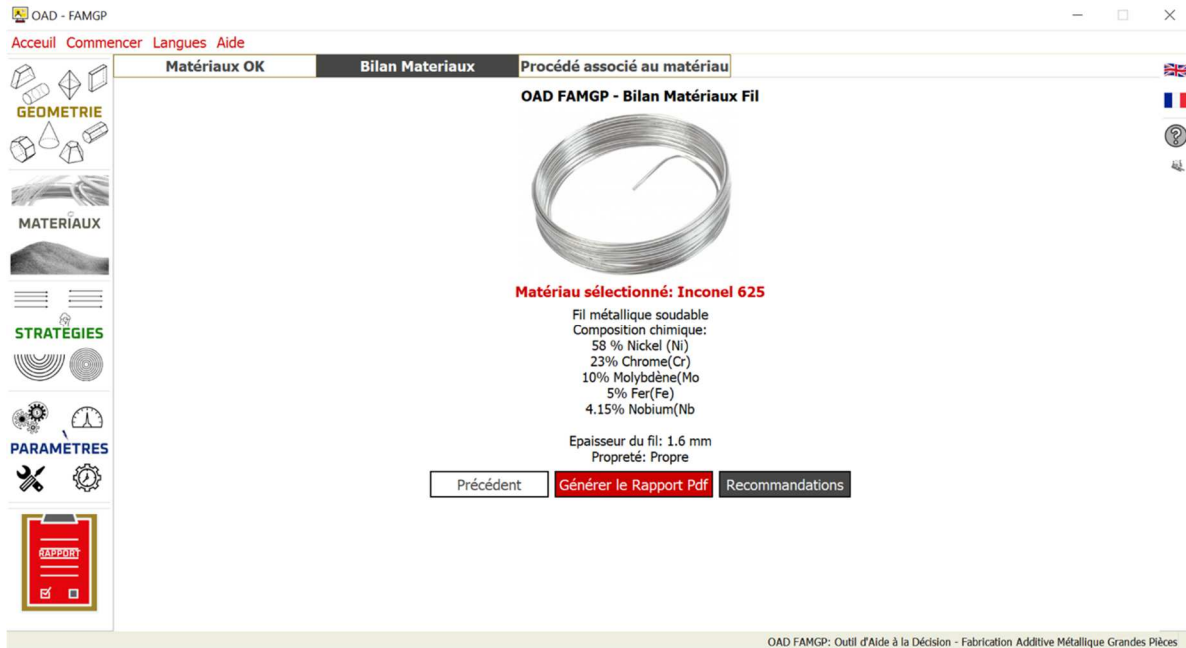 OAD - FAMGP
Acceuil Commencer Langues Aide
Matériaux OK Bilan Materiaux Procédé associé au matériau
GÉOMETRIE
MATERÏAUX
STRATÉGIES
PARAMÈTRES
RAPPORT
OAD FAMGP - Bilan Matériaux Fil
Matériau sélectionné: Inconel 625
Fil métallique soudable
Composition chimique:
58 % Nickel (Ni)
23% Chrome(Cr)
10% Molybdène(Mo
5% Fer(Fe)
4.15% Nobium(Nb
Epaisseur du fil: 1.6 mm
Propreté: Propre
Précédent Générer le Rapport Pdf Recommandations
OAD FAMGP: Outil d'Aide à la Décision - Fabrication Additive Métallique Grandes Pièces